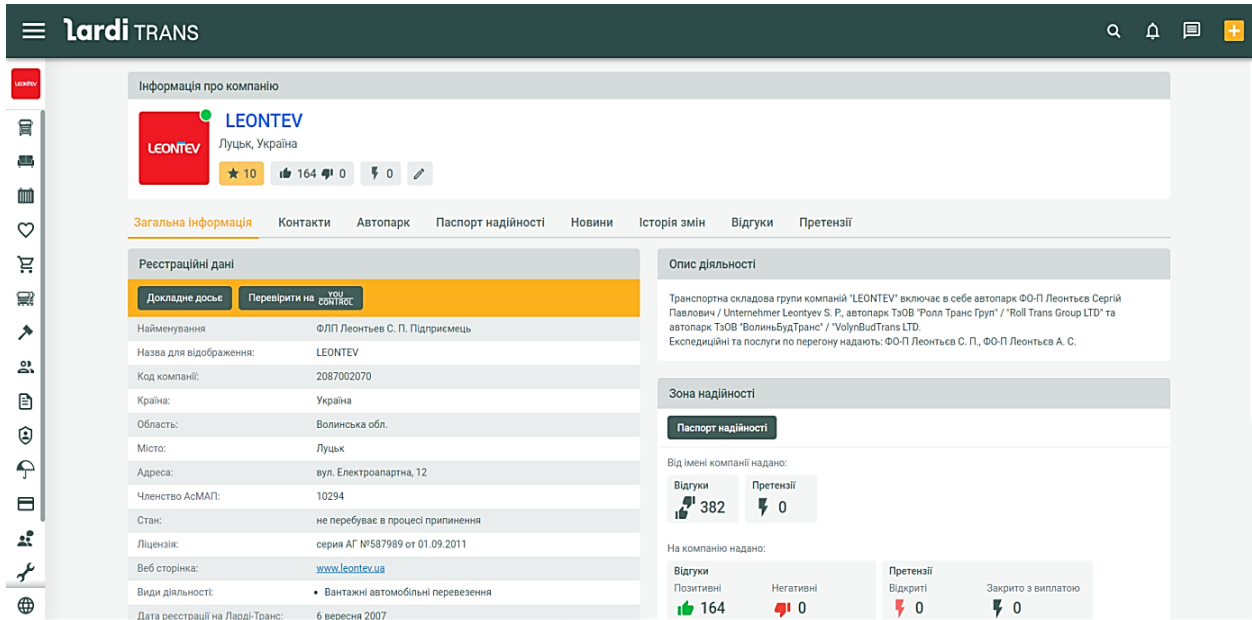 lardi TRANS
LEONTEV
Інформація про компанію
LEONTEV
LEONTEV
Луцьк, Україна
10 164 0 0
Загальна інформація Контакти Автопарк Паспорт надійності Новини Історія змін Відгуки Претензії
Реєстраційні дані
Докладне досьє Перевірити на YOU CONTROL
Найменування ФЛП Леонтьев С. П. Підприємець
Назва для відображення: LEONTEV
Код компанії: 2087002070
Країна: Україна
Область: Волинська обл.
Місто: Луцьк
Адреса: вул. Електроапартна, 12
Членство АсМАП: 10294
Стан: не перебуває в процесі припинення
Ліцензія: серия АГ №587989 от 01.09.2011
Веб сторінка: www.leontev.ua
Види діяльності: • Вантажні автомобільні перевезення
Дата реєстрації на Ларді-Транс: 6 вересня 2007
Опис діяльності
Транспортна складова групи компаній "LEONTEV" включає в себе автопарк ФО-П Леонтьєв Сергій
Павлович / Unternehmer Leontyev S. P., автопарк ТзОВ "Ролл Транс Груп" / "Roll Trans Group LTD" та
автопарк ТзОВ "ВолиньБудТранс" / "VolynBudTrans LTD.
Експедиційні та послуги по перегону надають: ФО-П Леонтьєв С. П., ФО-П Леонтьєв А. С.
Зона надійності
Паспорт надійності
Від імені компанії надано:
Відгуки Претензії
382 0
На компанію надано:
Відгуки Претензії
Позитивні Негативні Відкриті Закрито з виплатою
164 0 0 0